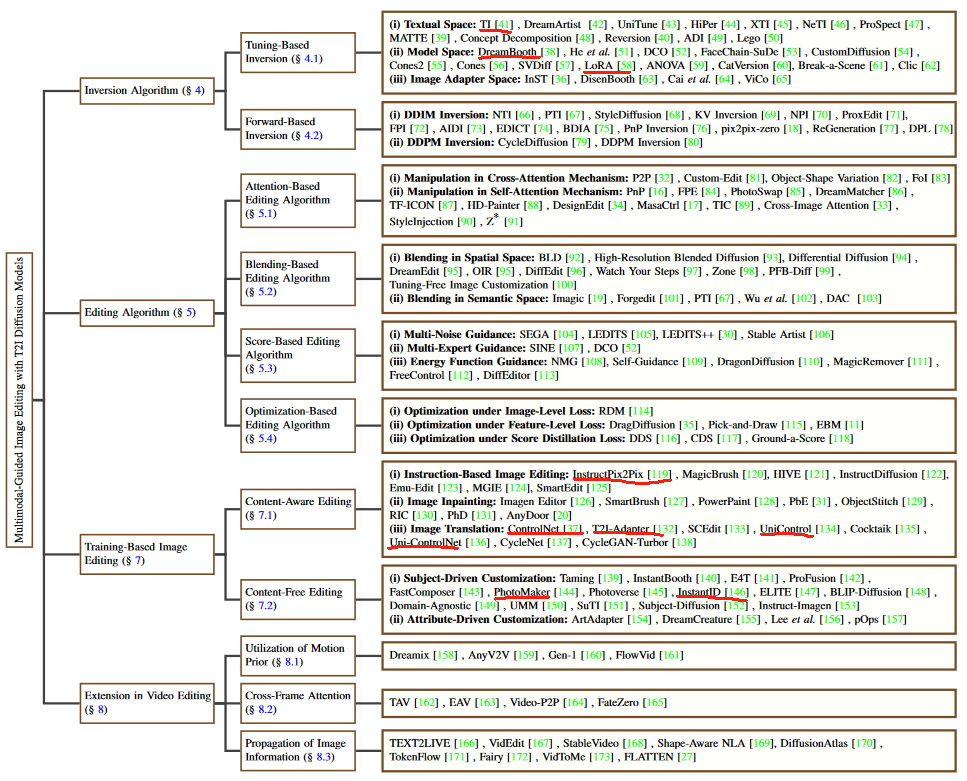 Multimodal-Guided Image Editing with T2I Diffusion Models
Inversion Algorithm (§ 4)
Tuning-Based
Inversion (§ 4.1)
(i) Textual Space: TI [41] , DreamArtist [42] , UniTune [43] , HiPer [44] , XTI [45] , NeTI [46] , ProSpect [47] ,
MATTE [39] , Concept Decomposition [48] , Reversion [40] , ADI [49] , Lego [50]
(ii) Model Space: DreamBooth [38] , He et al. [51] , DCO [52] , FaceChain-SuDe [53] , CustomDiffusion [54] ,
Cones2 [55] , Cones [56] , SVDiff [57] , LoRA [58] , ANOVA [59] , CatVersion [60], Break-a-Scene [61] , Clic [62]
(iii) Image Adapter Space: InST [36] , DisenBooth [63] , Cai et al. [64] , ViCo [65]
Forward-Based
Inversion (§ 4.2)
(i) DDIM Inversion: NTI [66] , PTI [67] , StyleDiffusion [68] , KV Inversion [69] , NPI [70] , ProxEdit [71],
FPI [72] , AIDI [73] , EDICT [74] , BDIA [75] , PnP Inversion [76] , pix2pix-zero [18] , ReGeneration [77] , DPL [78]
(ii) DDPM Inversion: CycleDiffusion [79] , DDPM Inversion [80]
Editing Algorithm (§ 5)
Attention-Based
Editing Algorithm
(§ 5.1)
(i) Manipulation in Cross-Attention Mechanism: P2P [32] , Custom-Edit [81], Object-Shape Variation [82] , FoI [83]
(ii) Manipulation in Self-Attention Mechanism: PnP [16] , FPE [84] , PhotoSwap [85] , DreamMatcher [86] ,
TF-ICON [87] , HD-Painter [88] , DesignEdit [34] , MasaCtrl [17] , TIC [89] , Cross-Image Attention [33] ,
StyleInjection [90] , Z* [91]
Blending-Based
Editing Algorithm
(§ 5.2)
(i) Blending in Spatial Space: BLD [92] , High-Resolution Blended Diffusion [93], Differential Diffusion [94] ,
DreamEdit [95] , OIR [95] , DiffEdit [96] , Watch Your Steps [97] , Zone [98] , PFB-Diff [99] ,
Tuning-Free Image Customization [100]
(ii) Blending in Semantic Space: Imagic [19] , Forgedit [101] , PTI [67] , Wu et al. [102] , DAC [103]
Score-Based Editing
Algorithm
(§ 5.3)
(i) Multi-Noise Guidance: SEGA [104] , LEDITS [105], LEDITS++ [30] , Stable Artist [106]
(ii) Multi-Expert Guidance: SINE [107] , DCO [52]
(iii) Energy Function Guidance: NMG [108], Self-Guidance [109] , DragonDiffusion [110] , MagicRemover [111] ,
FreeControl [112] , DiffEditor [113]
Optimization-Based
Editing Algorithm
(§ 5.4)
(i) Optimization under Image-Level Loss: RDM [114]
(ii) Optimization under Feature-Level Loss: DragDiffusion [35] , Pick-and-Draw [115] , EBM [11]
(iii) Optimization under Score Distillation Loss: DDS [116] , CDS [117] , Ground-a-Score [118]
Training-Based Image
Editing (§ 7)
Content-Aware Editing
(§ 7.1)
(i) Instruction-Based Image Editing: InstructPix2Pix [119] , MagicBrush [120], HIVE [121] , InstructDiffusion [122],
Emu-Edit [123] , MGIE [124], SmartEdit [125]
(ii) Image Inpainting: Imagen Editor [126] , SmartBrush [127] , PowerPaint [128] , PbE [31] , ObjectStitch [129] ,
RIC [130] , PhD [131] , AnyDoor [20]
(iii) Image Translation: ControlNet [37] , T2I-Adapter [132] , SCEdit [133] , UniControl [134] , Cocktaik [135] ,
Uni-ControlNet [136] , CycleNet [137] , CycleGAN-Turbor [138]
Content-Free Editing
(§ 7.2)
(i) Subject-Driven Customization: Taming [139] , InstantBooth [140] , E4T [141] , ProFusion [142] ,
FastComposer [143] , PhotoMaker [144] , Photoverse [145] , InstantID [146] , ELITE [147] , BLIP-Diffusion [148] ,
Domain-Agnostic [149] , UMM [150] , SuTI [151] , Subject-Diffusion [152] , Instruct-Imagen [153]
(ii) Attribute-Driven Customization: ArtAdapter [154] , DreamCreature [155] , Lee et al. [156] , pOps [157]
Extension in Video Editing
(§ 8)
Utilization of Motion
Prior (§ 8.1)
Dreamix [158] , AnyV2V [159] , Gen-1 [160] , FlowVid [161]
Cross-Frame Attention
(§ 8.2)
TAV [162] , EAV [163] , Video-P2P [164] , FateZero [165]
Propagation of Image
Information (§ 8.3)
TEXT2LIVE [166] , VidEdit [167] , StableVideo [168] , Shape-Aware NLA [169], DiffusionAtlas [170] ,
TokenFlow [171] , Fairy [172] , VidToMe [173] , FLATTEN [27]